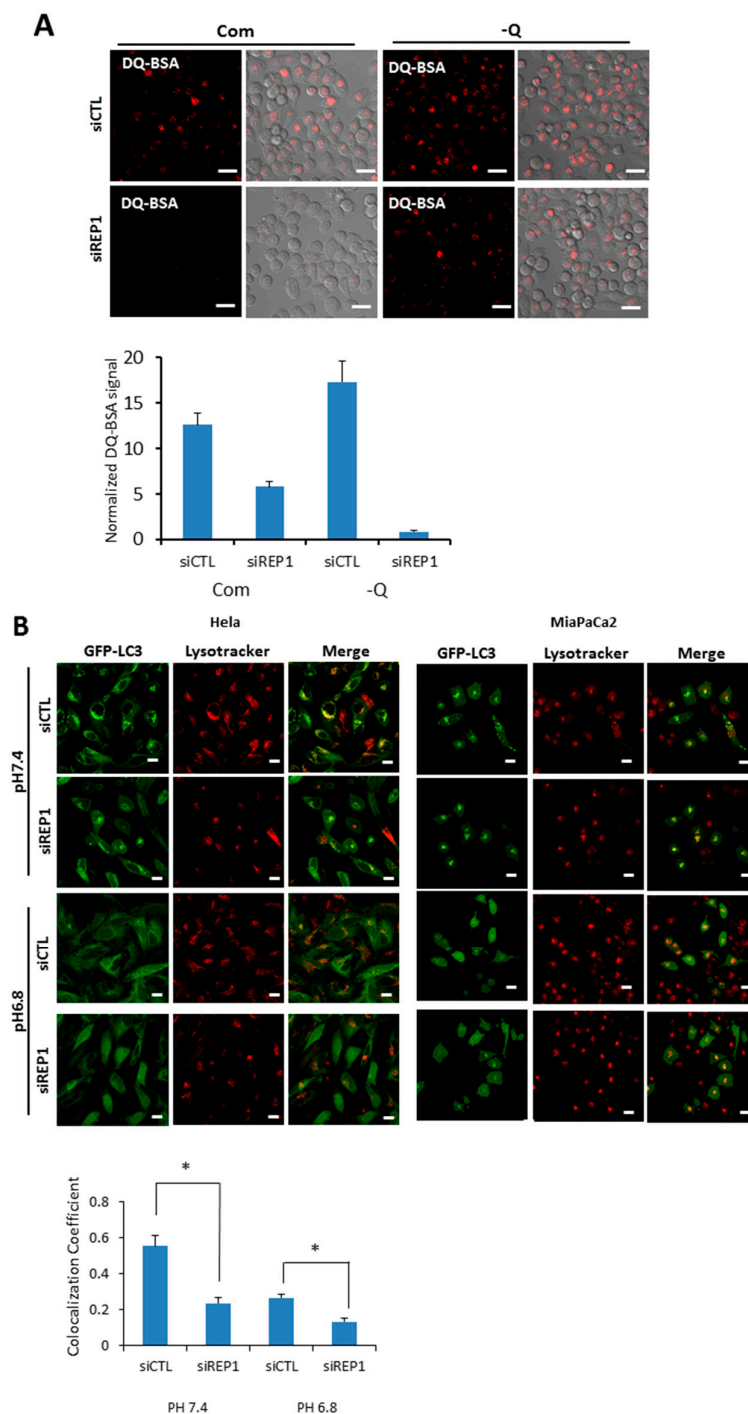 A
Com -Q
DQ-BSA DQ-BSA
siCTL
DQ-BSA DQ-BSA
siREP1
Normalized DQ-BSA signal
20
15
10
5
0
siCTL siREP1 siCTL siREP1
Com -Q
B
Hela MiaPaCa2
GFP-LC3 Lysotracker Merge GFP-LC3 Lysotracker Merge
pH7.4
siCTL
siREP1
pH6.8
siCTL
siREP1
Colocalization Coefficient
0.8
0.6
0.4
0.2
0
* *
siCTL siREP1 siCTL siREP1
PH 7.4 PH 6.8